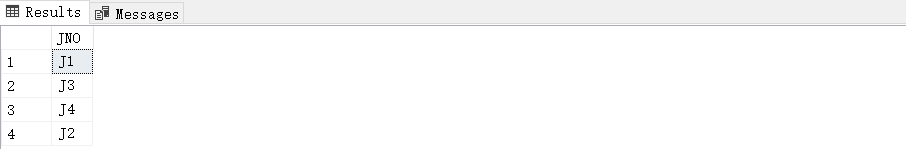 Results Messages
JNO
1 J1
2 J3
3 J4
4 J2